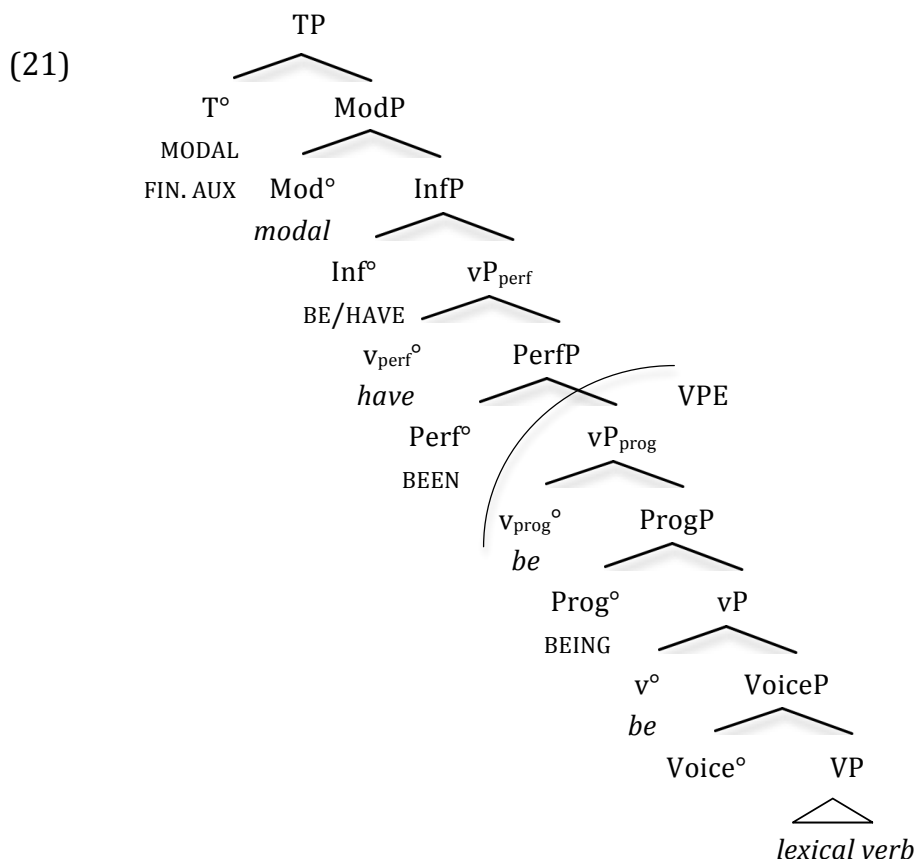 TP
(21)
T° ModP
MODAL
FIN. AUX Mod° InfP
modal
Inf° vPperf
BE/HAVE
vperf° PerfP
have VPE
Perf° vPprog
BEEN
vprog° ProgP
be
Prog° vP
BEING
v° VoiceP
be
Voice° VP
lexical verb